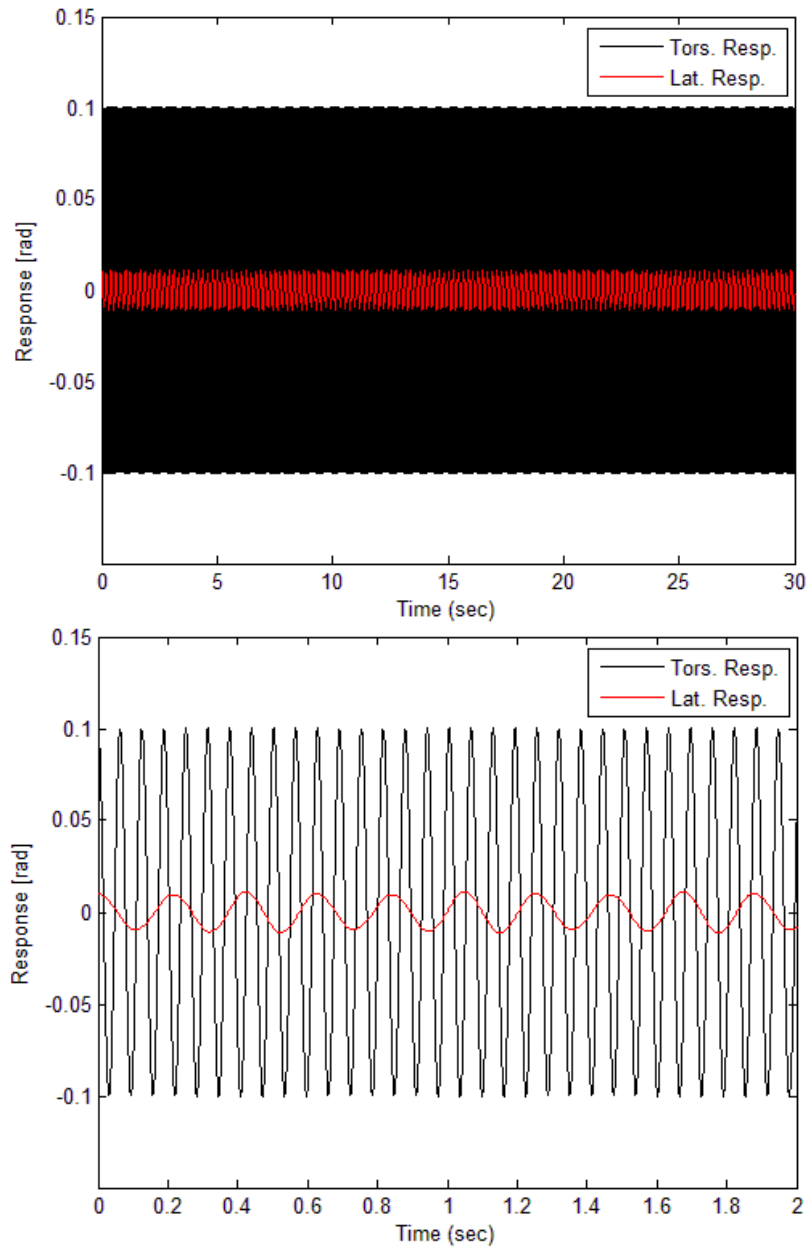 0.15
Tors. Resp.
Lat. Resp.
0.1
0.05
0
-0.05
-0.1
Response [rad]
0 5 10 15 20 25 30
Time (sec)
0.15
Tors. Resp.
Lat. Resp.
0.1
0.05
0
-0.05
-0.1
Response [rad]
0 0.2 0.4 0.6 0.8 1 1.2 1.4 1.6 1.8 2
Time (sec)